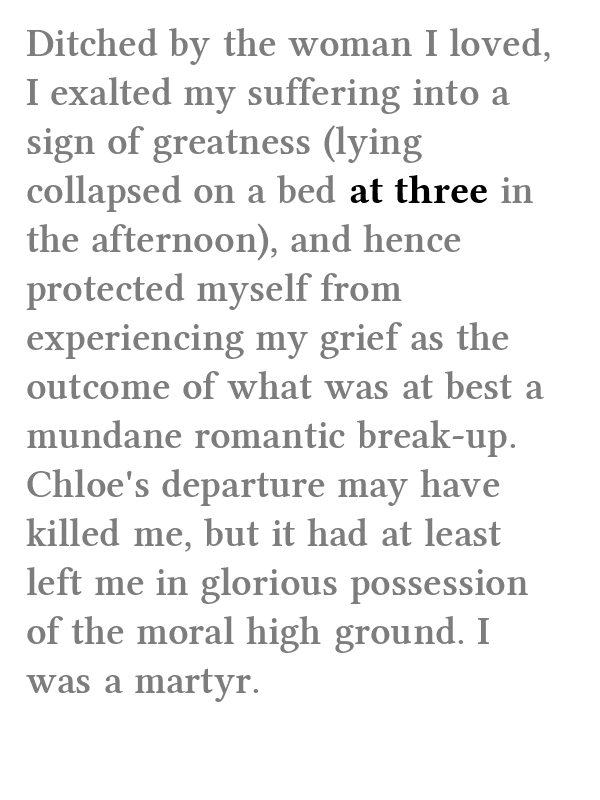 Ditched by the woman I loved,
I exalted my suffering into a
sign of greatness (lying
collapsed on a bed at three in
the afternoon), and hence
protected myself from
experiencing my grief as the
outcome of what was at best a
mundane romantic break-up.
Chloe's departure may have
killed me, but it had at least
left me in glorious possession
of the moral high ground. I
was a martyr.